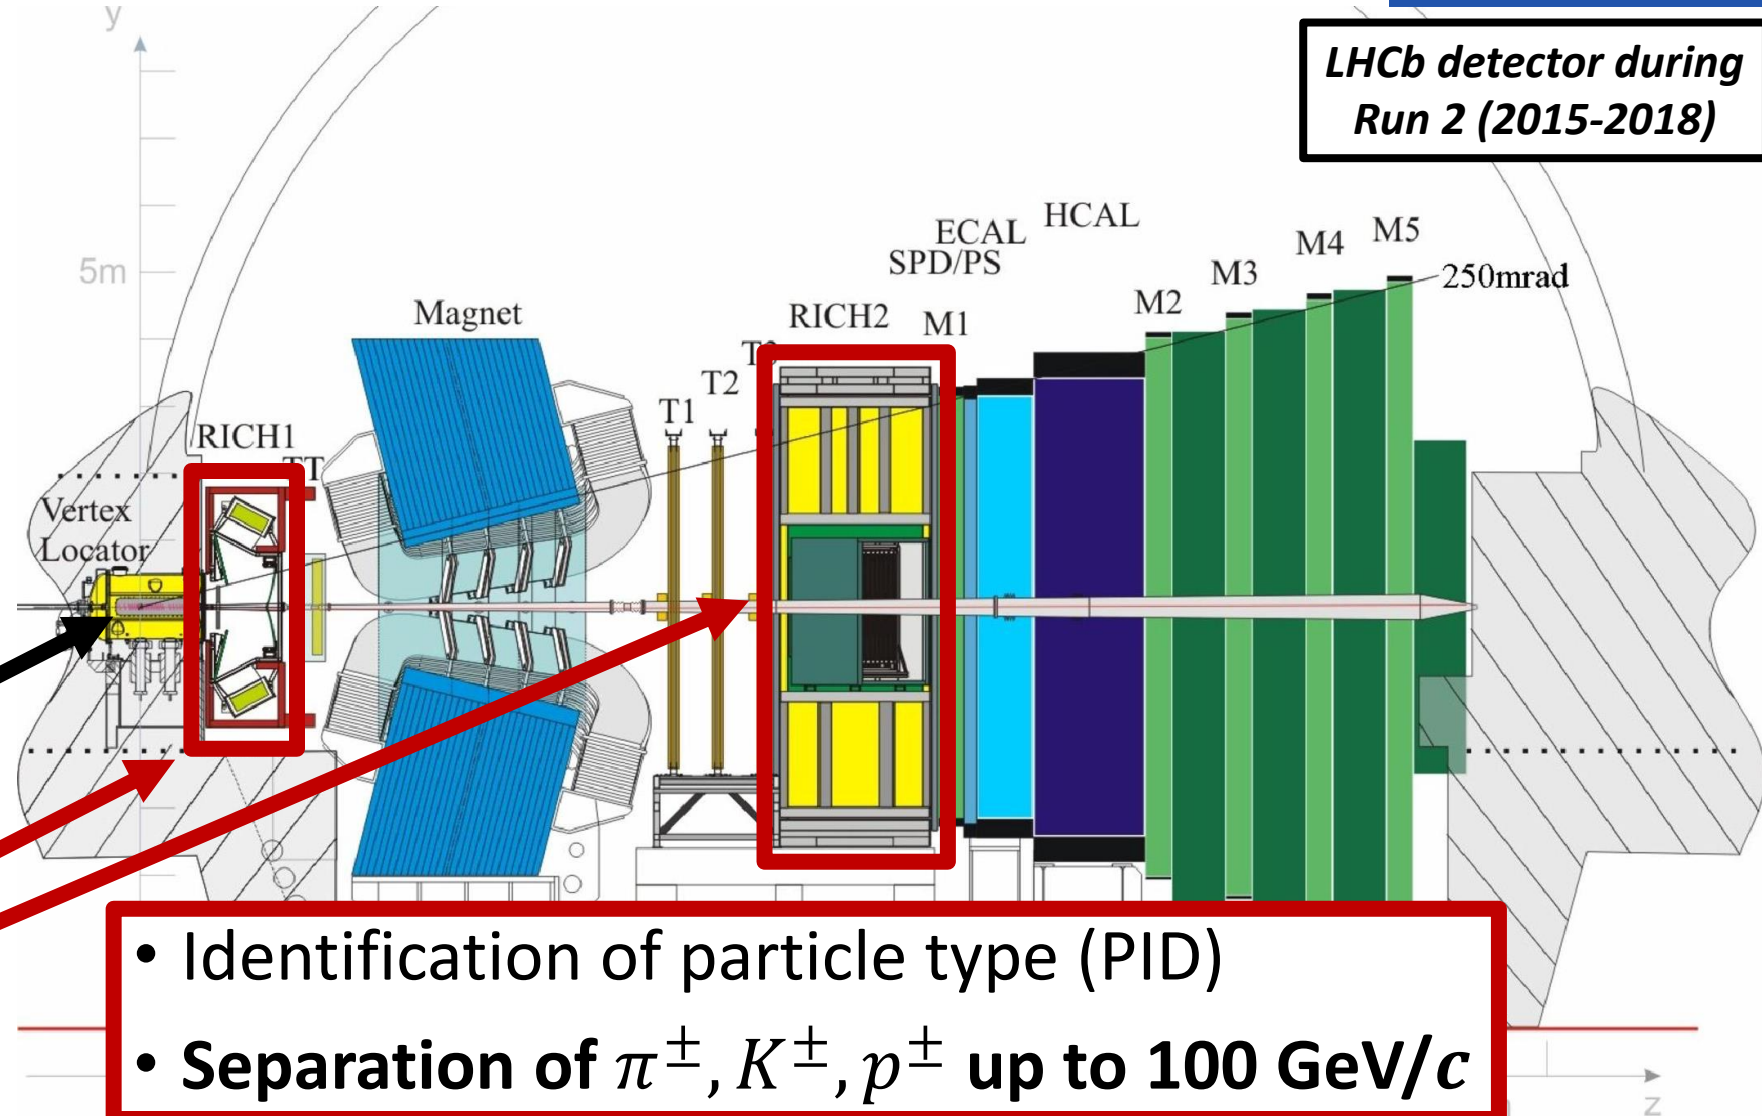 y
LHCb detector during
Run 2 (2015-2018)
HCAL
ECAL
SPD/PS
M5
M4
M3
M2
250mrad
5m
Magnet
RICH2
M1
T2
T1
RICH1
TT
Vertex
Locator
• Identification of particle type (PID)
• Separation of π±, K±, p± up to 100 GeV/c
z